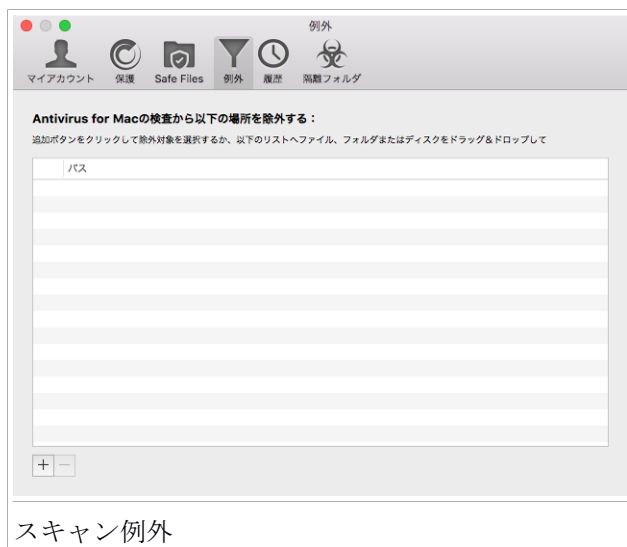 例外
マイアカウント 保護 Safe Files 例外 履歴 隔離フォルダ
Antivirus for Macの検査から以下の場所を除外する：
追加ボタンをクリックして除外対象を選択するか、以下のリストへファイル、フォルダまたはディスクをドラッグ&ドロップして
パス
スキャン例外